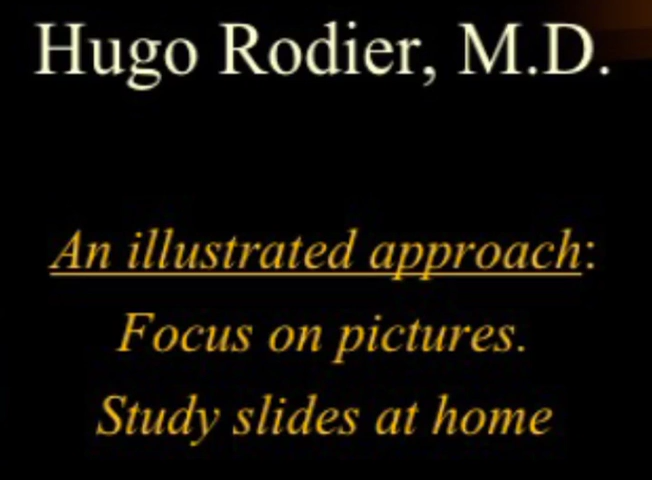 Hugo Rodier, M.D.
An illustrated approach:
Focus on pictures.
Study slides at home